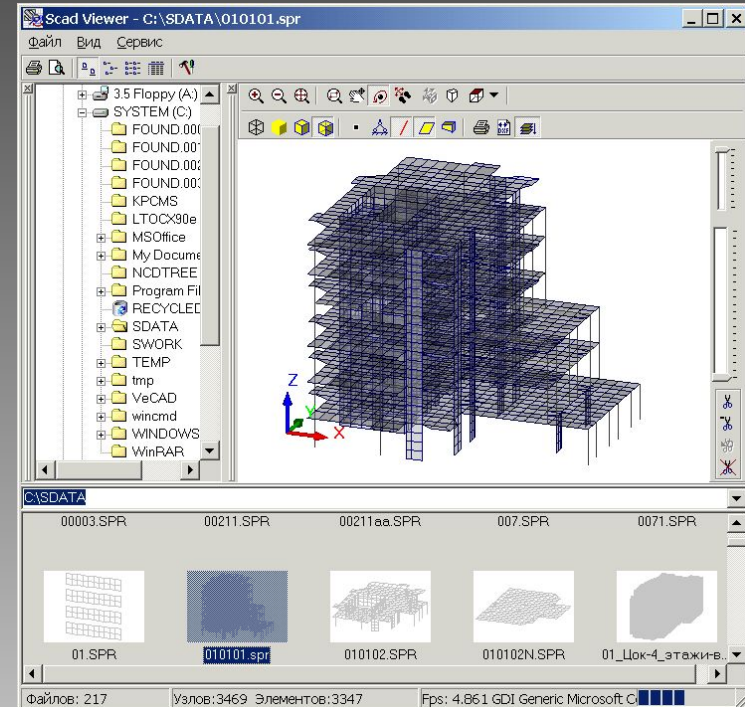 Scad Viewer - C:\SDATA\010101.spr
Файл Вид Сервис
3.5 Floppy (A:)
SYSTEM (C:)
FOUND.000
FOUND.001
FOUND.002
FOUND.003
KPCMS
LTOCX90e
MSOffice
My Docume
NCDTREE
Program Fil
RECYCLED
SDATA
SWORK
TEMP
tmp
VeCAD
wincmd
WINDOWS
WinRAR
Z
Y
X
C:\SDATA
00003.SPR 00211.SPR 00211aa.SPR 007.SPR 0071.SPR
01.SPR 010101.spr 010102.SPR 010102N.SPR 01_Цок-4_этажи-в..
Файлов: 217 Узлов:3469 Элементов:3347 Fps: 4.861 GDI Generic Microsoft C